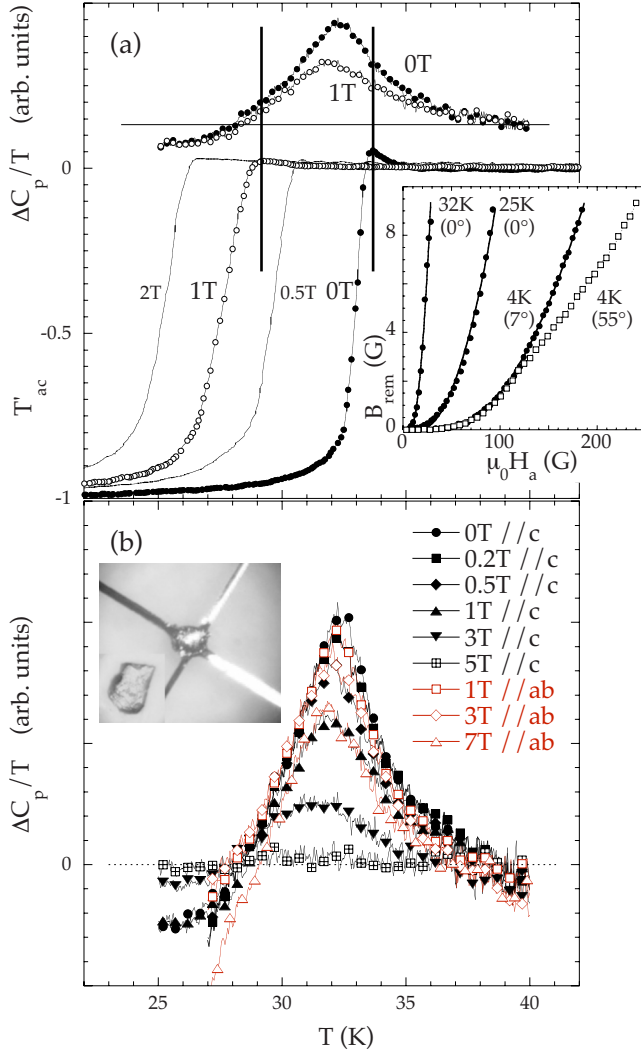 (a)
0T
1T
ΔCp/T (arb. units)
0
-0.5
-1
T'ac
2T
1T
0.5T
0T
32K (0°)
25K (0°)
4K (7°)
4K (55°)
8
4
0
Brem (G)
0 100 200
μ0Ha (G)
(b)
0T //c
0.2T //c
0.5T //c
1T //c
3T //c
5T //c
1T //ab
3T //ab
7T //ab
ΔCp/T (arb. units)
0
25 30 35 40
T (K)